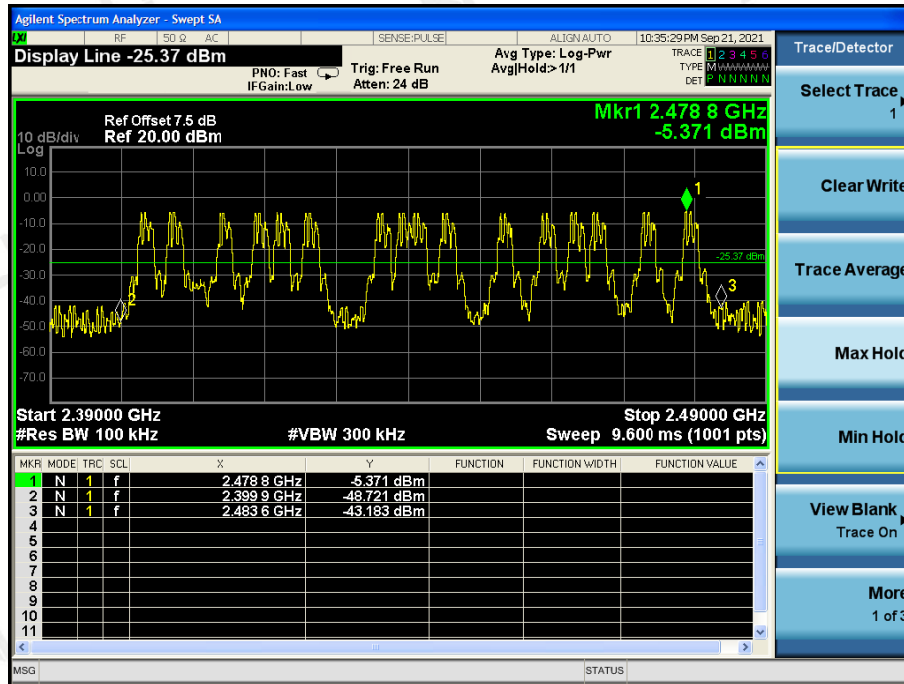 Agilent Spectrum Analyzer - Swept SA
LXI RF 50 Ω AC SENSE:PULSE ALIGN AUTO 10:35:29 PM Sep 21, 2021
Display Line -25.37 dBm
PNO: Fast
IFGain:Low
Trig: Free Run
Atten: 24 dB
Avg Type: Log-Pwr
Avg|Hold:>1/1
TRACE 1 2 3 4 5 6
TYPE M WWWWW
DET P N N N N N
Mkr1 2.478 8 GHz
-5.371 dBm
Ref Offset 7.5 dB
10 dB/div Ref 20.00 dBm
Log
10.0
0.00
-10.0
-20.0
-30.0
-40.0
-50.0
-60.0
-70.0
1
2
3
-25.37 dBm
Start 2.39000 GHz Stop 2.49000 GHz
#Res BW 100 kHz #VBW 300 kHz Sweep 9.600 ms (1001 pts)
MKR MODE TRC SCL X Y FUNCTION FUNCTION WIDTH FUNCTION VALUE
1 N 1 f 2.478 8 GHz -5.371 dBm
2 N 1 f 2.399 9 GHz -48.721 dBm
3 N 1 f 2.483 6 GHz -43.183 dBm
4
5
6
7
8
9
10
11
MSG STATUS
Trace/Detector
Select Trace
1
Clear Write
Trace Average
Max Hold
Min Hold
View Blank
Trace On
More
1 of 3